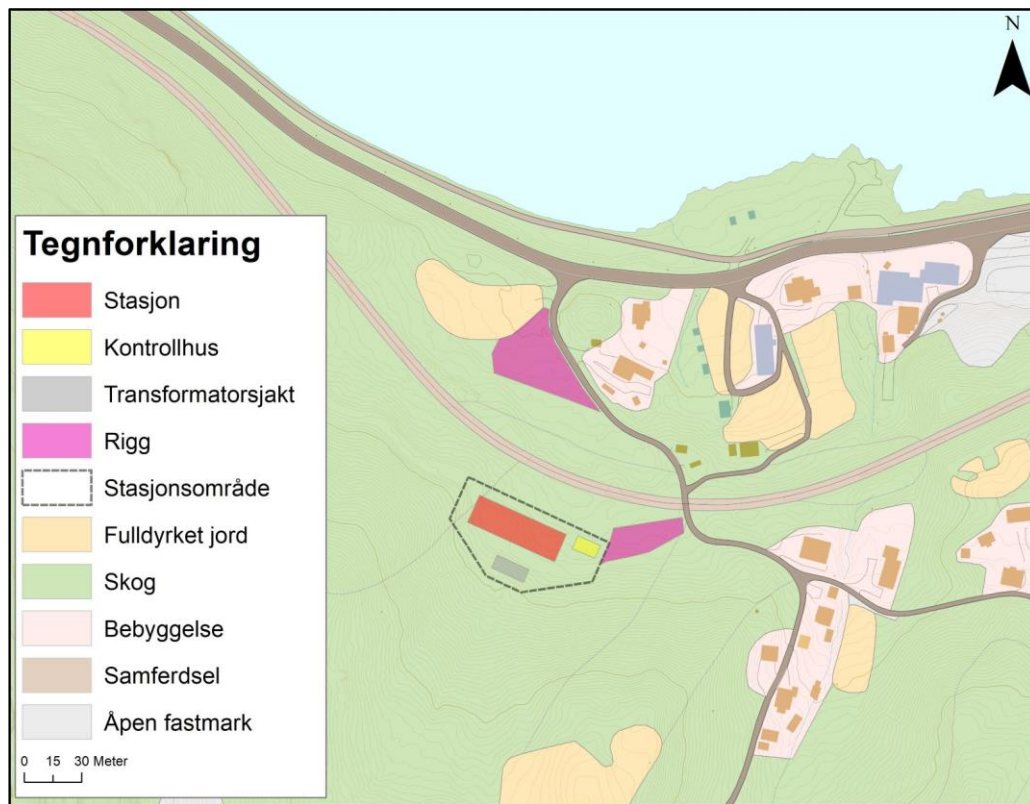 N
Tegnforklaring
Stasjon
Kontrollhus
Transformatorsjakt
Rigg
Stasjonsområde
Fulldyrket jord
Skog
Bebyggelse
Samferdsel
Åpen fastmark
0 15 30 Meter